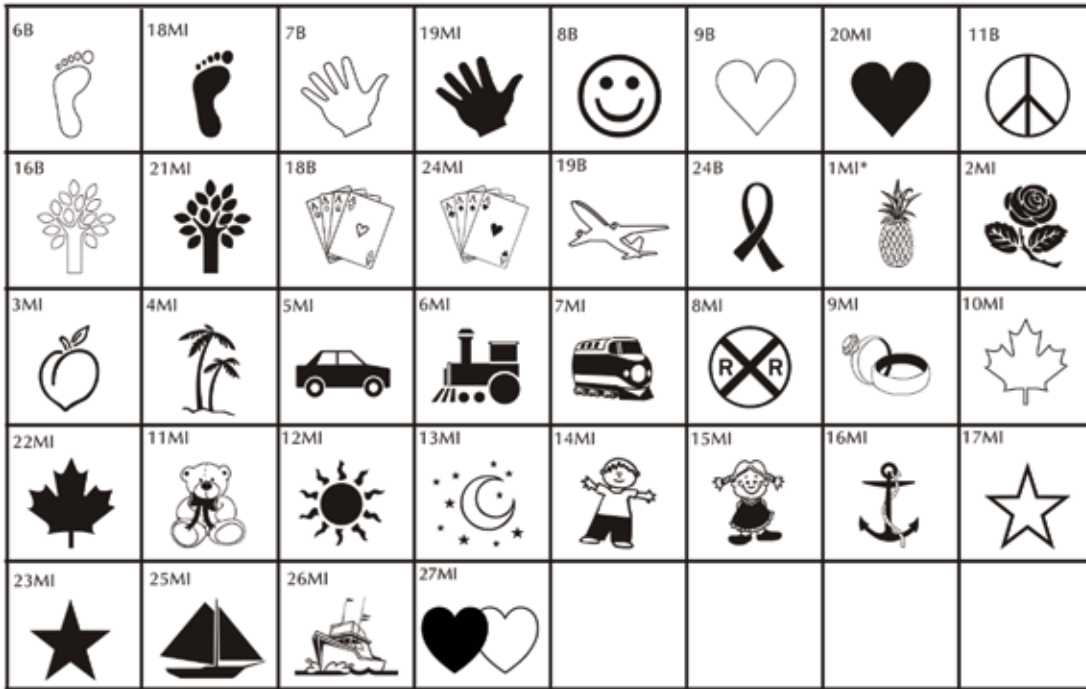 6B 18MI 7B 19MI 8B 9B 20MI 11B
16B 21MI 18B 24MI 19B 24B 1MI* 2MI
3MI 4MI 5MI 6MI 7MI 8MI 9MI 10MI
R R
22MI 11MI 12MI 13MI 14MI 15MI 16MI 17MI
23MI 25MI 26MI 27MI